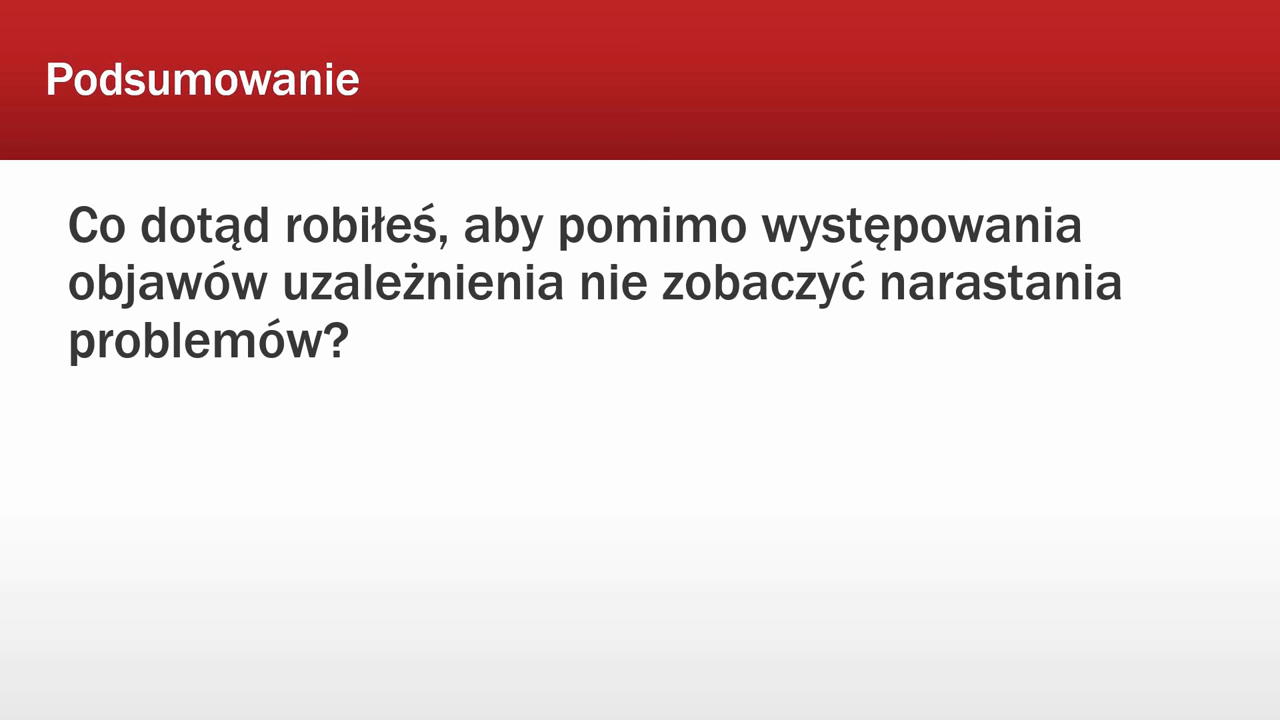 Podsumowanie
Co dotąd robiłeś, aby pomimo występowania
objawów uzależnienia nie zobaczyć narastania
problemów?